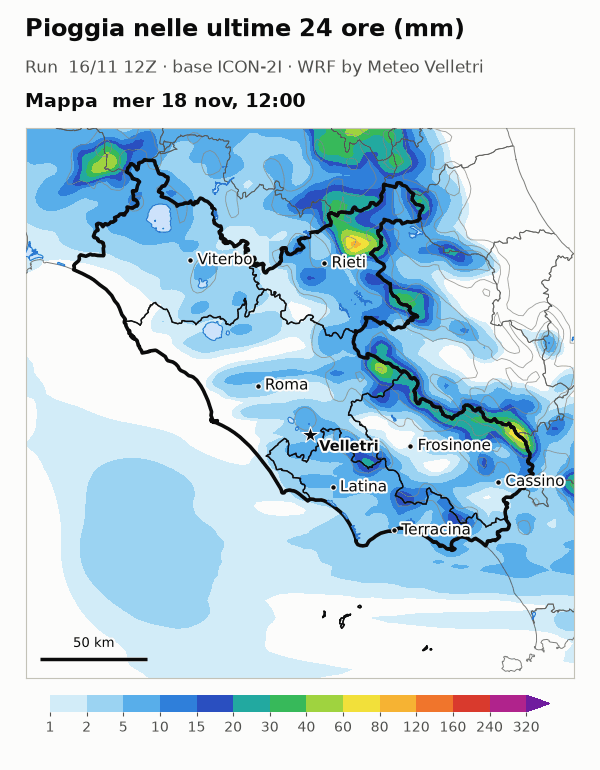 Pioggia nelle ultime 24 ore (mm)
Run  16/11 12Z · base ICON-2I · WRF by Meteo Velletri
Mappa  mer 18 nov, 12:00
Viterbo
Rieti
Roma
Velletri
Frosinone
Latina
Cassino
Terracina
50 km
1 2 5 10 15 20 30 40 60 80 120 160 240 320